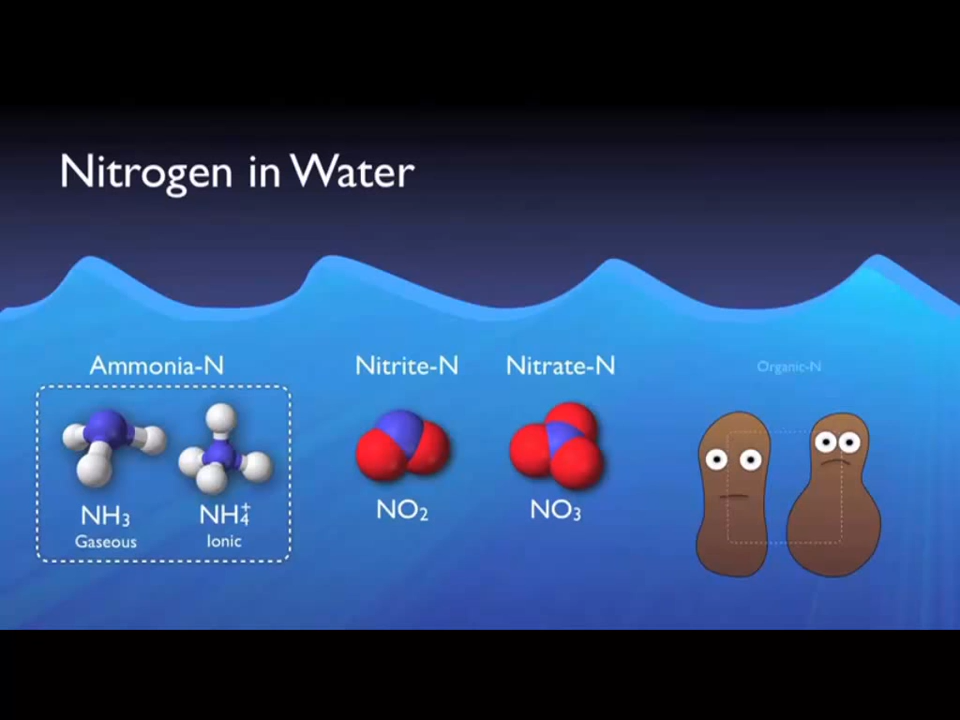 Nitrogen in Water
Ammonia-N
Nitrite-N
Nitrate-N
Organic-N
NH₃
Gaseous
NH₄⁺
Ionic
NO₂
NO₃